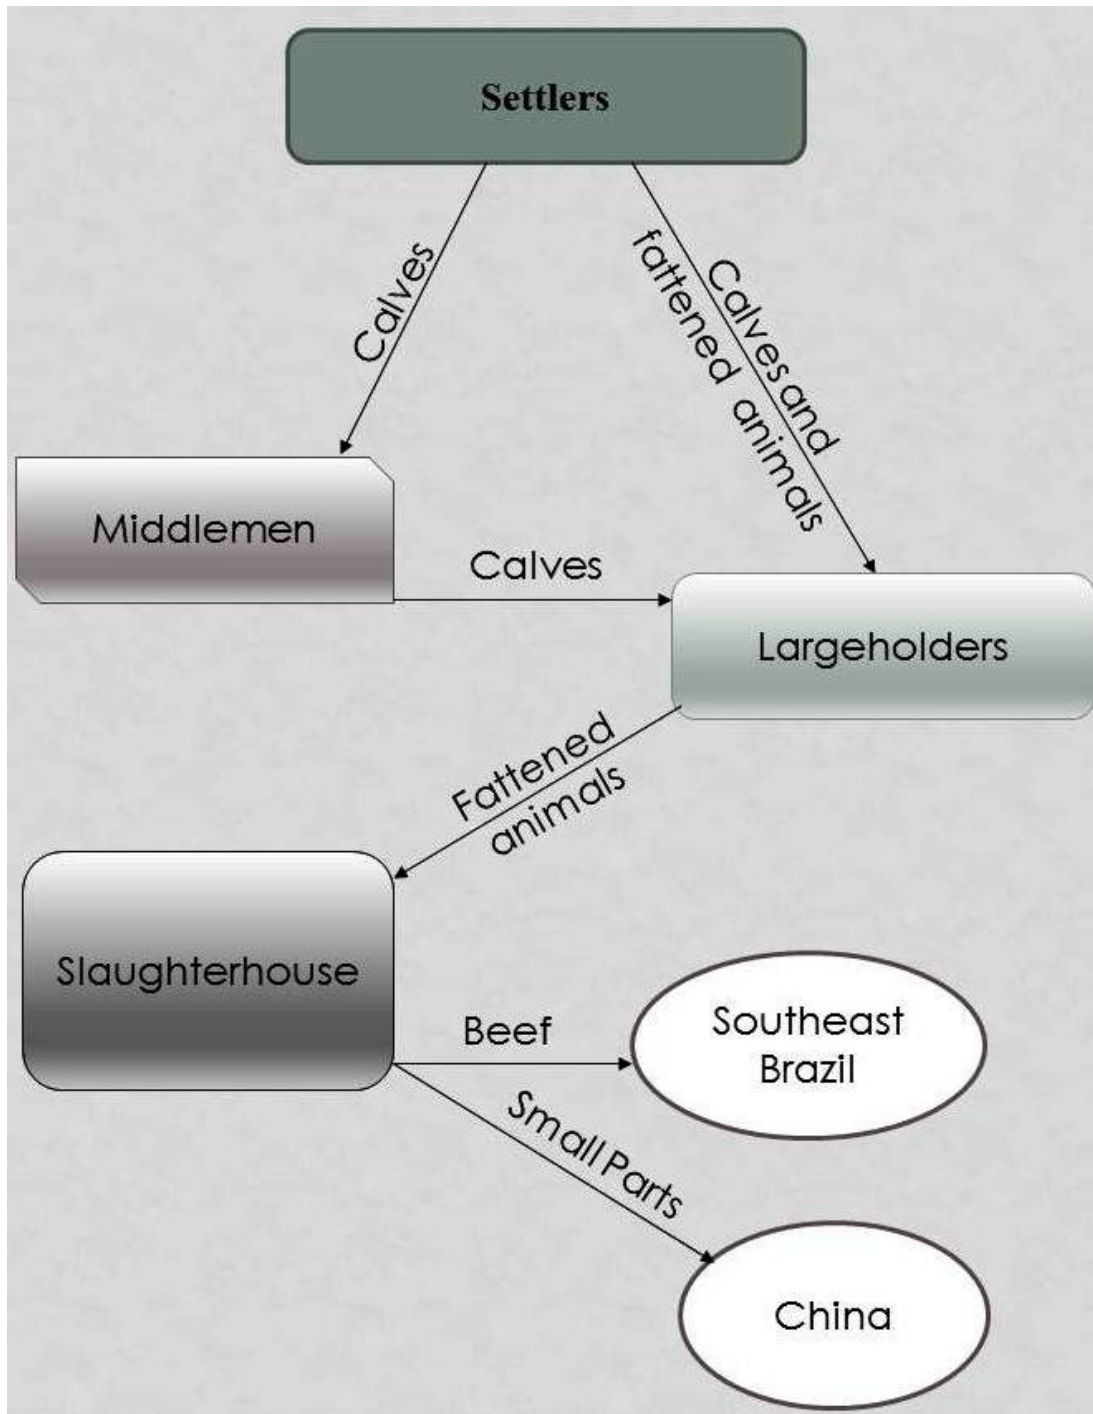 Settlers
Calves
Calves and
fattened animals
Middlemen
Calves
Largeholders
Fattened
animals
Slaughterhouse
Beef
Southeast
Brazil
Small Parts
China